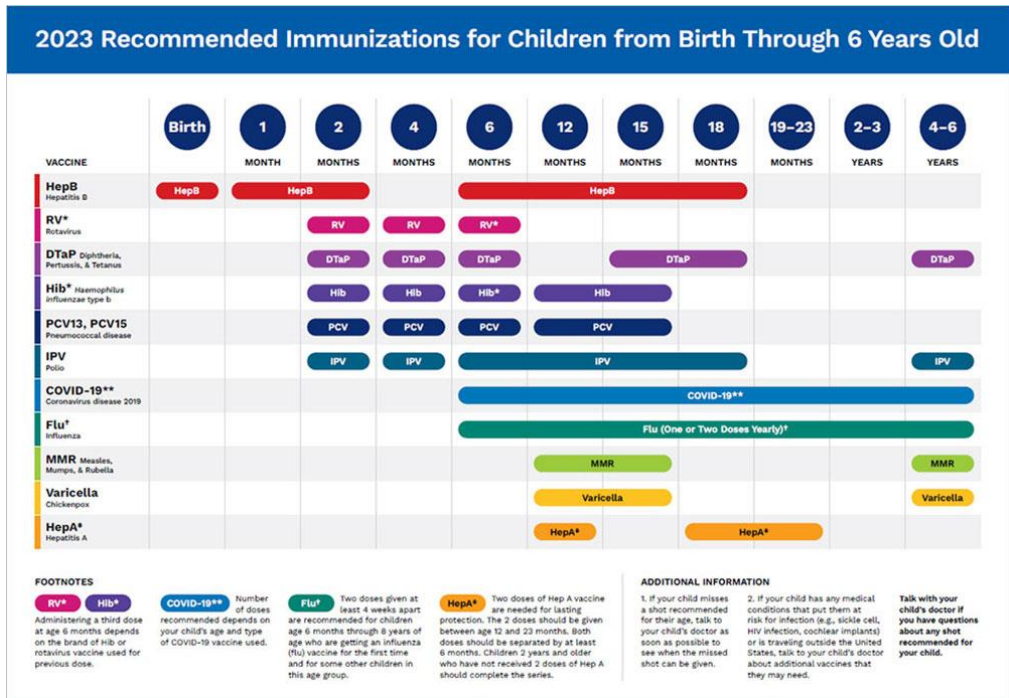 2023 Recommended Immunizations for Children from Birth Through 6 Years Old
Birth
1
2
4
6
12
15
18
19–23
2–3
4–6
VACCINE
MONTH
MONTHS
MONTHS
MONTHS
MONTHS
MONTHS
MONTHS
MONTHS
YEARS
YEARS
HepB
Hepatitis B
HepB
HepB
HepB
RV*
Rotavirus
RV
RV
RV*
DTaP Diphtheria,
Pertussis, & Tetanus
DTaP
DTaP
DTaP
DTaP
DTaP
Hib* Haemophilus
influenzae type b
Hib
Hib
Hib*
Hib
PCV13, PCV15
Pneumococcal disease
PCV
PCV
PCV
PCV
IPV
Polio
IPV
IPV
IPV
IPV
COVID-19**
Coronavirus disease 2019
COVID-19**
Flu†
Influenza
Flu (One or Two Doses Yearly)†
MMR Measles,
Mumps, & Rubella
MMR
MMR
Varicella
Chickenpox
Varicella
Varicella
HepA‡
Hepatitis A
HepA‡
HepA‡
FOOTNOTES
RV*
Hib*
Administering a third dose
at age 6 months depends
on the brand of Hib or
rotavirus vaccine used for
previous dose.
COVID-19** Number
of doses
recommended depends on
your child's age and type
of COVID-19 vaccine used.
Flu† Two doses given at
least 4 weeks apart
are recommended for children
age 6 months through 8 years of
age who are getting an influenza
(flu) vaccine for the first time
and for some other children in
this age group.
HepA‡ Two doses of Hep A vaccine
are needed for lasting
protection. The 2 doses should be given
between age 12 and 23 months. Both
doses should be separated by at least
6 months. Children 2 years and older
who have not received 2 doses of Hep A
should complete the series.
ADDITIONAL INFORMATION
1. If your child misses
a shot recommended
for their age, talk to
your child's doctor as
soon as possible to
see when the missed
shot can be given.
2. If your child has any medical
conditions that put them at
risk for infection (e.g., sickle cell,
HIV infection, cochlear implants)
or is traveling outside the United
States, talk to your child's doctor
about additional vaccines that
they may need.
Talk with your
child's doctor if
you have questions
about any shot
recommended for
your child.